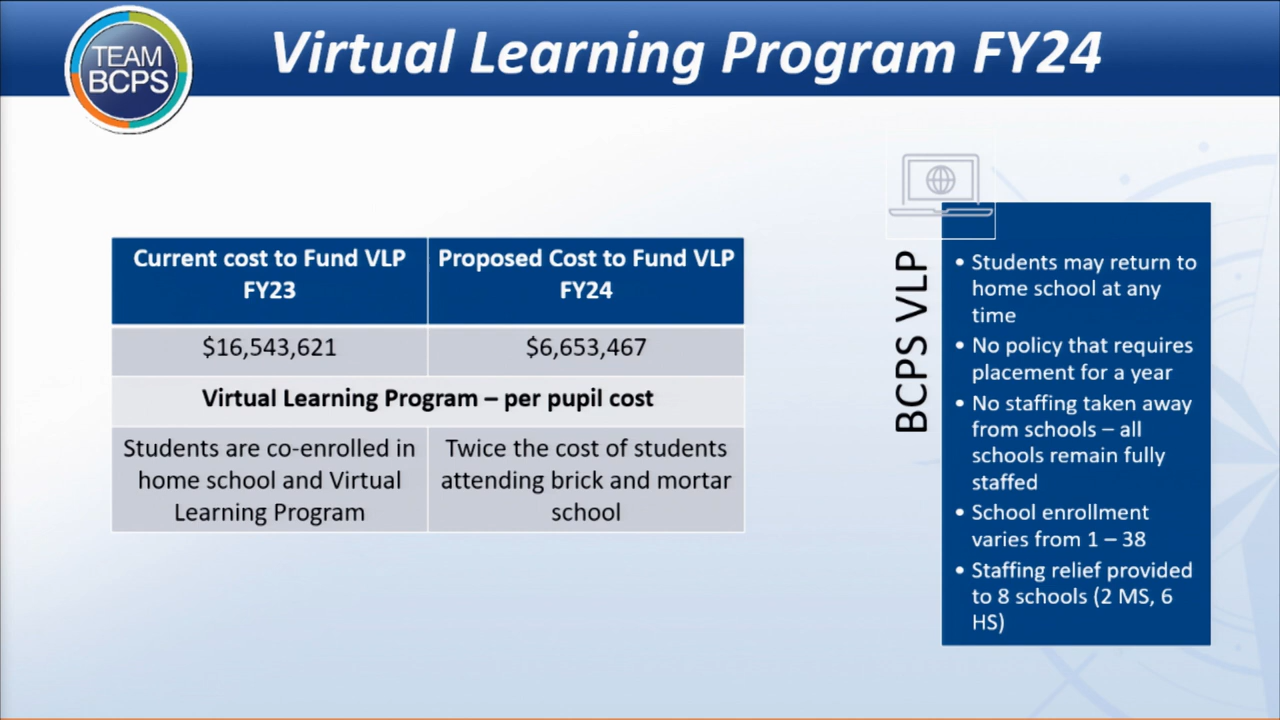 TEAM
BCPS
Virtual Learning Program FY24
Current cost to Fund VLP
FY23
Proposed Cost to Fund VLP
FY24
$16,543,621
$6,653,467
Virtual Learning Program – per pupil cost
Students are co-enrolled in
home school and Virtual
Learning Program
Twice the cost of students
attending brick and mortar
school
BCPS VLP
• Students may return to
home school at any
time
• No policy that requires
placement for a year
• No staffing taken away
from schools – all
schools remain fully
staffed
• School enrollment
varies from 1 – 38
• Staffing relief provided
to 8 schools (2 MS, 6
HS)